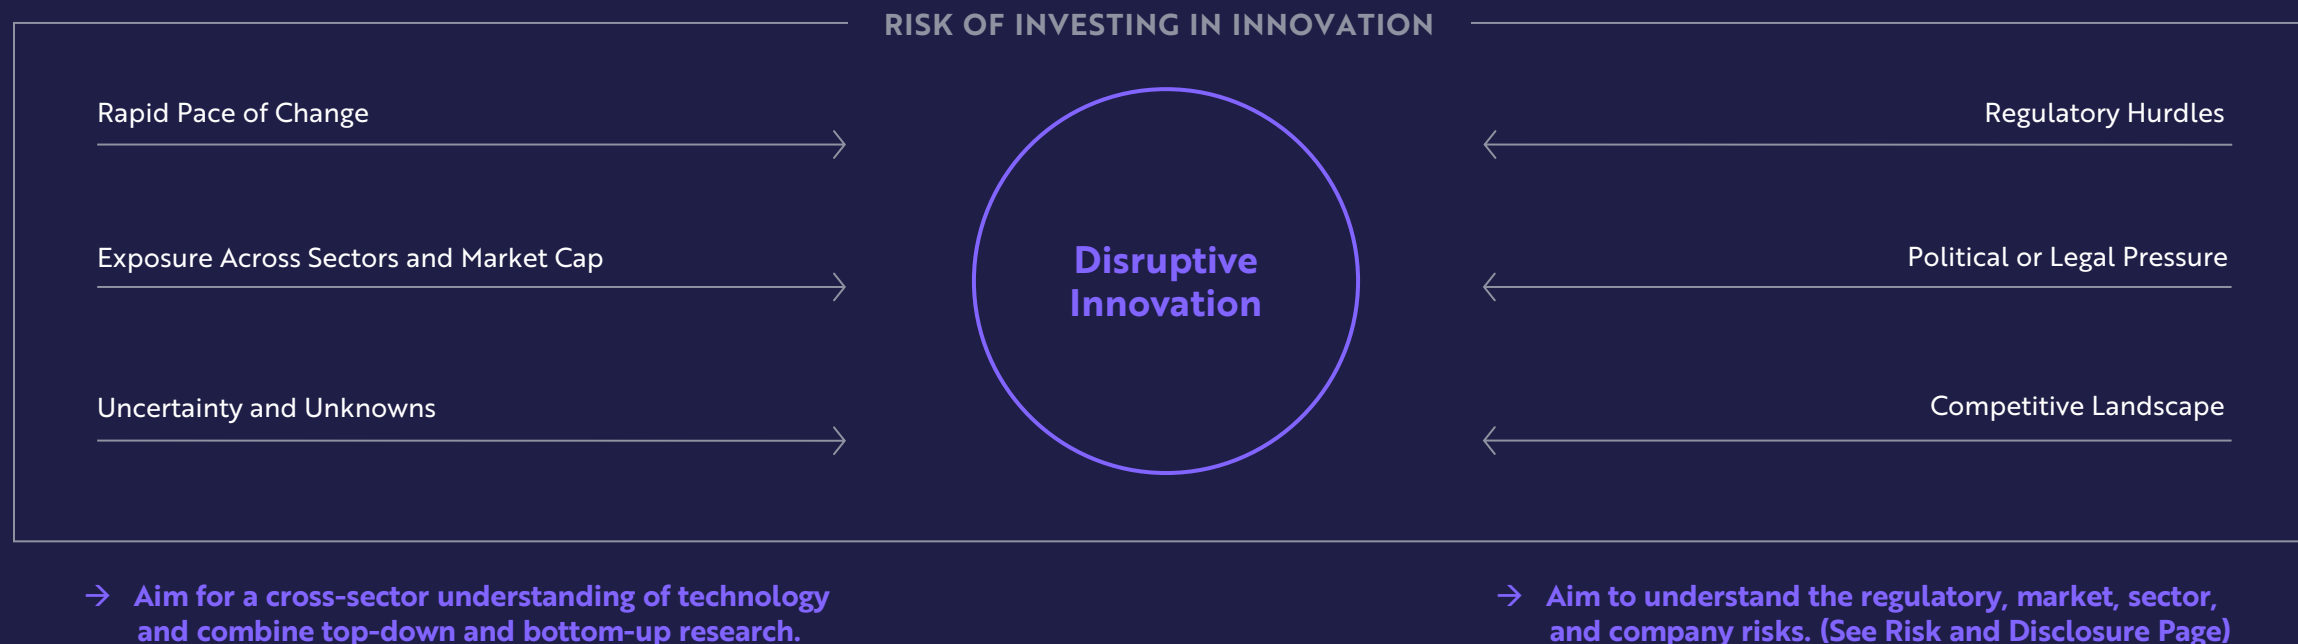 RISK OF INVESTING IN INNOVATION
Rapid Pace of Change
Exposure Across Sectors and Market Cap
Uncertainty and Unknowns
Disruptive
Innovation
Regulatory Hurdles
Political or Legal Pressure
Competitive Landscape
→ Aim for a cross-sector understanding of technology
and combine top-down and bottom-up research.
→ Aim to understand the regulatory, market, sector,
and company risks. (See Risk and Disclosure Page)